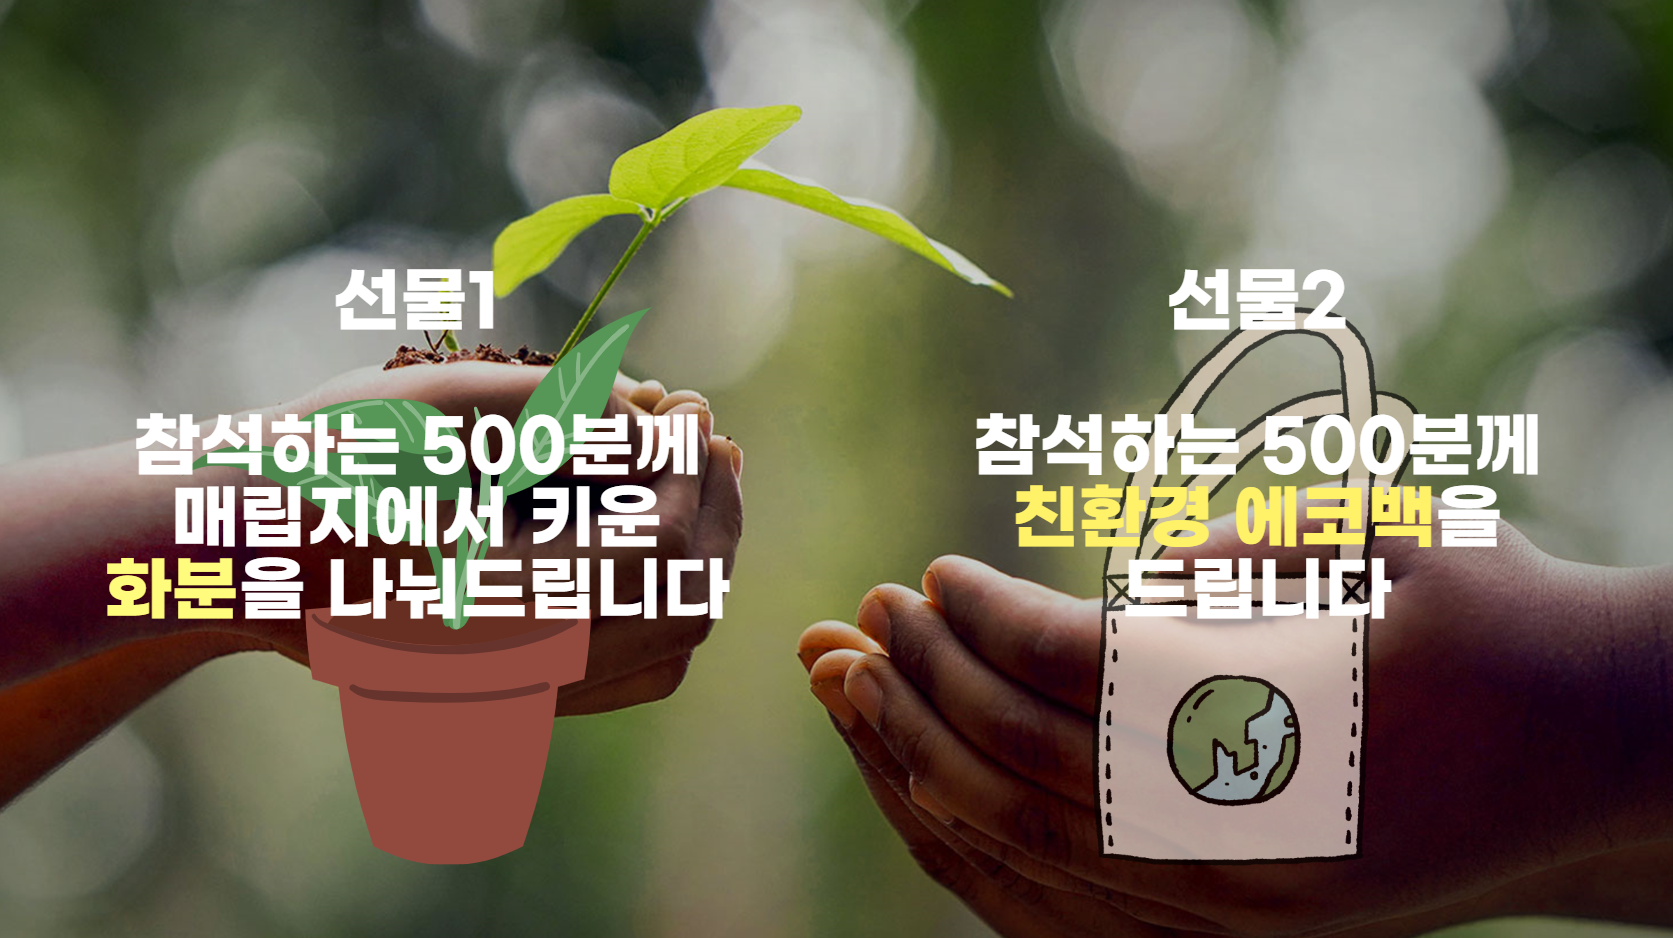 선물1
참석하는 500분께
매립지에서 키운
화분을 나눠드립니다
선물2
참석하는 500분께
친환경 에코백을
드립니다